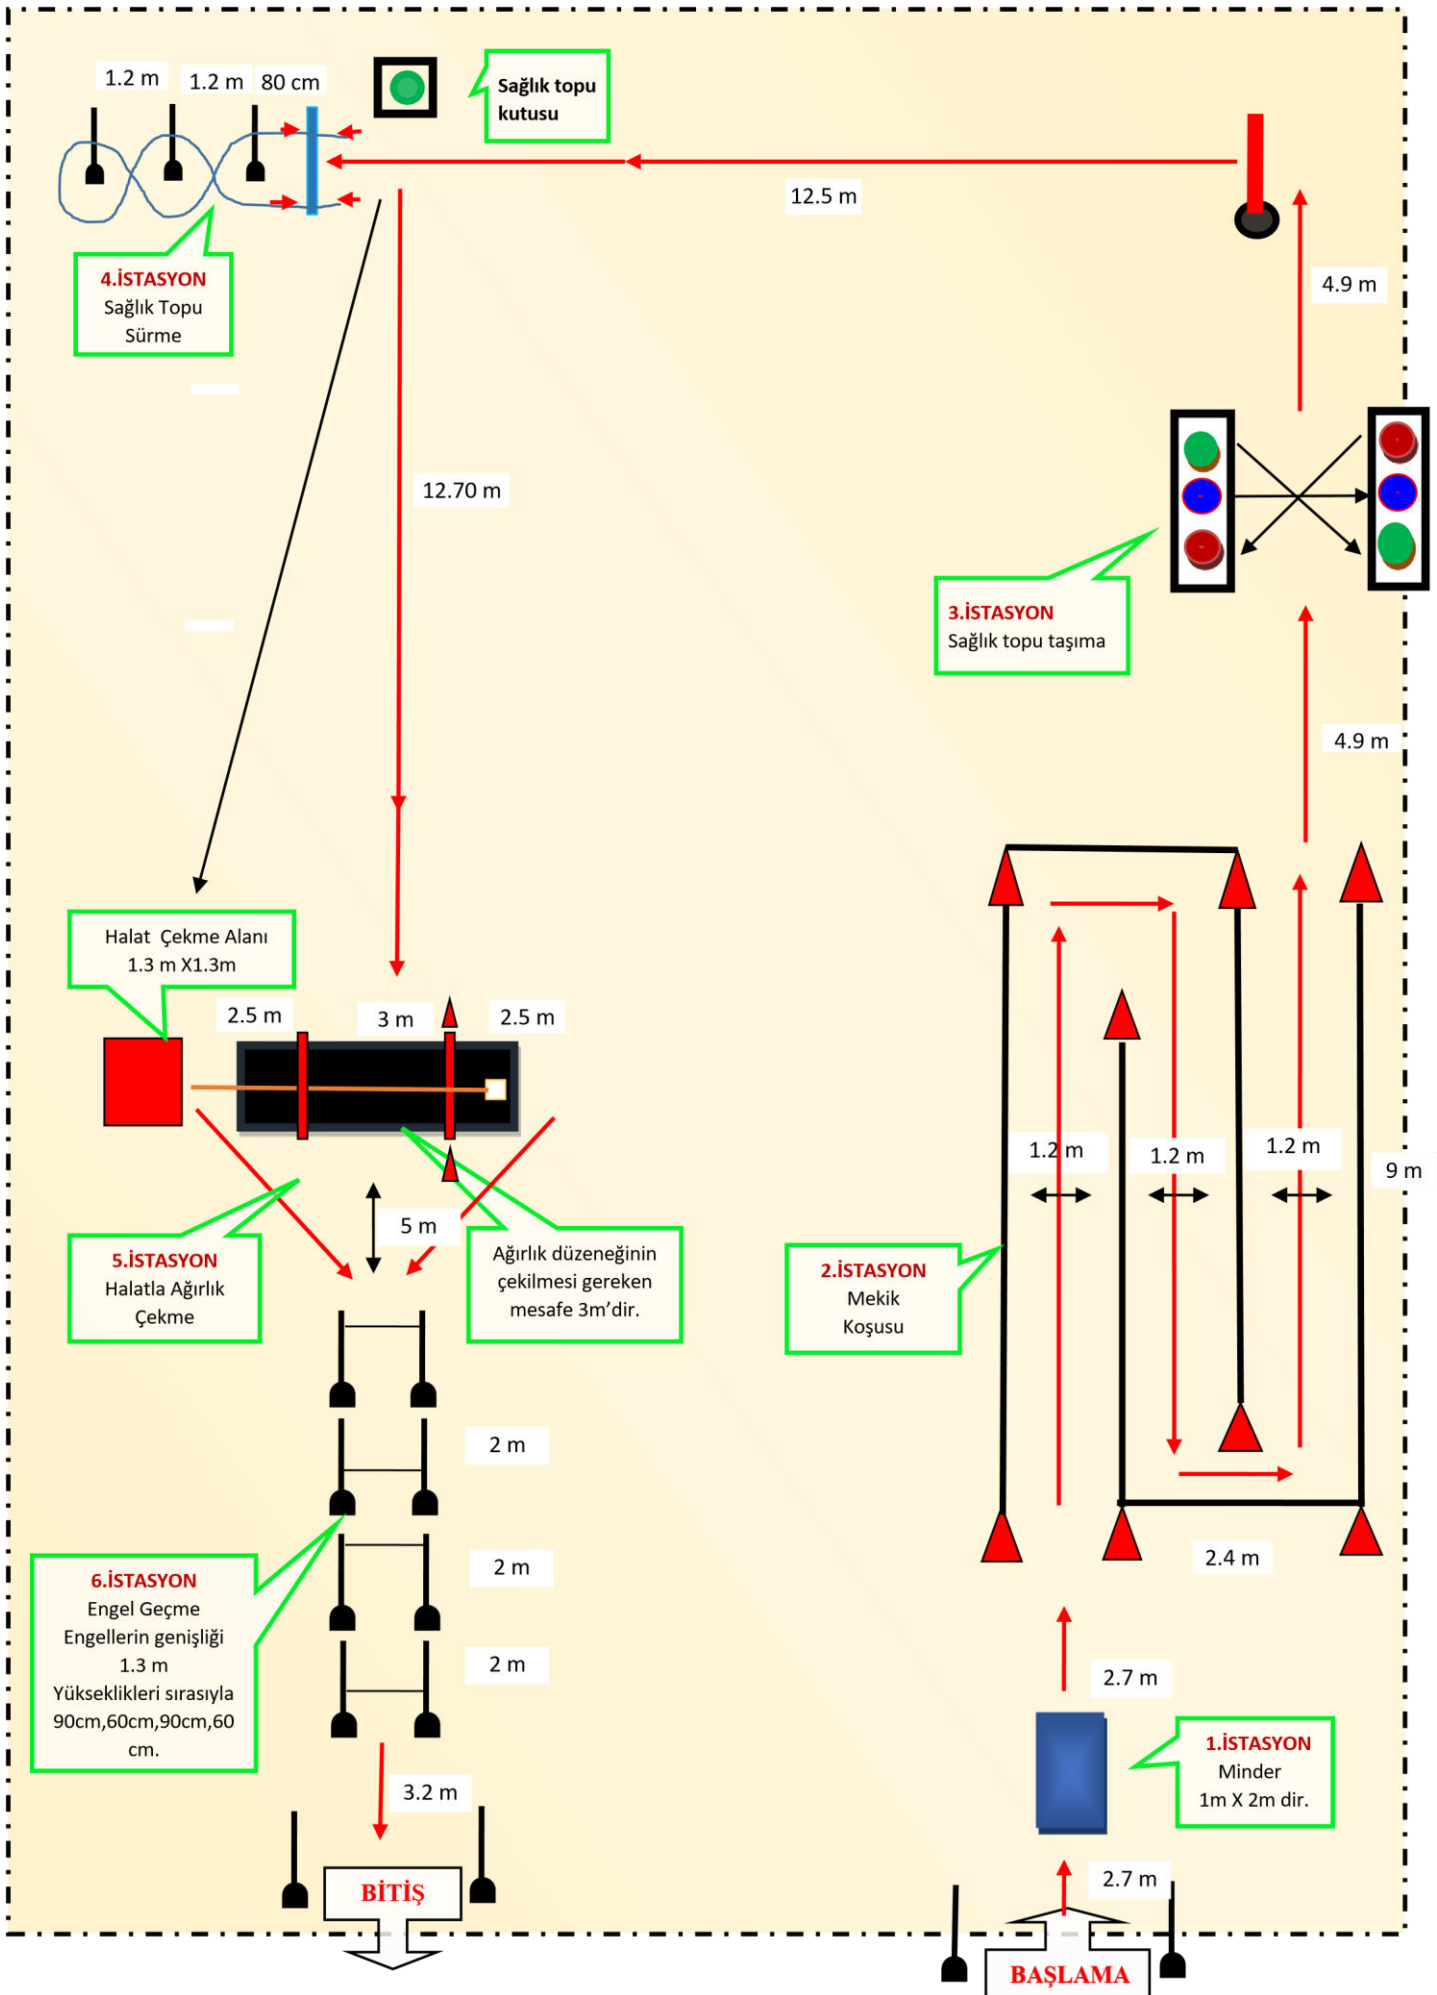 1.2 m
1.2 m
80 cm
Sağlık topu
kutusu
12.5 m
4.İSTASYON
Sağlık Topu
Sürme
4.9 m
12.70 m
3.İSTASYON
Sağlık topu taşıma
4.9 m
Halat Çekme Alanı
1.3 m X1.3m
2.5 m
3 m
2.5 m
1.2 m
1.2 m
1.2 m
9 m
5 m
5.İSTASYON
Halatla Ağırlık
Çekme
Ağırlık düzeneğinin
çekilmesi gereken
mesafe 3m’dir.
2.İSTASYON
Mekik
Koşusu
2 m
2 m
2.4 m
6.İSTASYON
Engel Geçme
Engellerin genişliği
1.3 m
Yükseklikleri sırasıyla
90cm,60cm,90cm,60
cm.
2 m
2.7 m
1.İSTASYON
Minder
1m X 2m dir.
3.2 m
2.7 m
BİTİŞ
BAŞLAMA